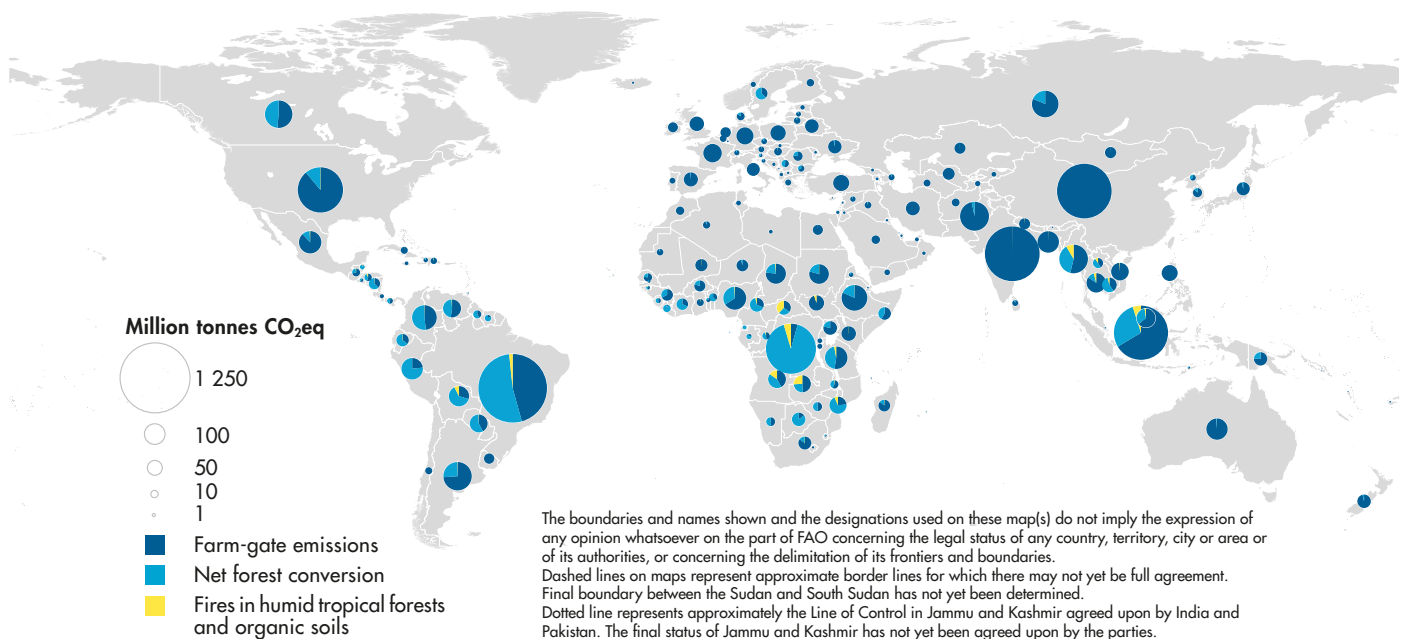 Million tonnes CO₂eq
1 250
100
50
10
1
Farm-gate emissions
Net forest conversion
Fires in humid tropical forests
and organic soils
The boundaries and names shown and the designations used on these map(s) do not imply the expression of
any opinion whatsoever on the part of FAO concerning the legal status of any country, territory, city or area or
of its authorities, or concerning the delimitation of its frontiers and boundaries.
Dashed lines on maps represent approximate border lines for which there may not yet be full agreement.
Final boundary between the Sudan and South Sudan has not yet been determined.
Dotted line represents approximately the Line of Control in Jammu and Kashmir agreed upon by India and
Pakistan. The final status of Jammu and Kashmir has not yet been agreed upon by the parties.